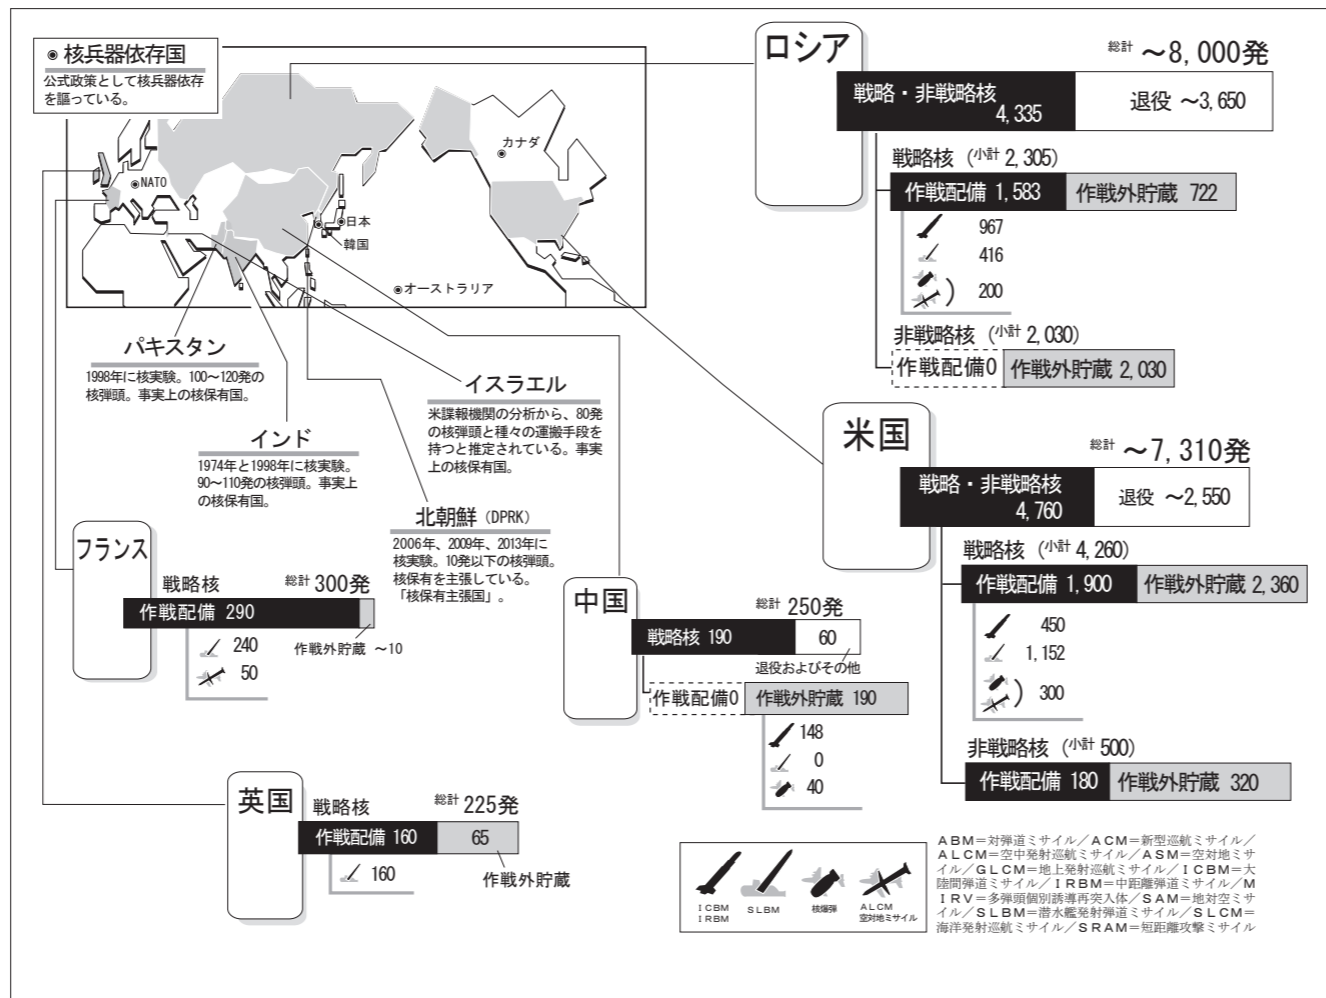 ◉ 核兵器依存国
公式政策として核兵器依存
を謳っている。
NATO
カナダ
日本
韓国
オーストラリア
ロシア
総計 ～8,000発
戦略・非戦略核
4,335
退役 ～3,650
戦略核 (小計 2,305)
作戦配備 1,583
作戦外貯蔵 722
967
416
200
非戦略核 (小計 2,030)
作戦配備0
作戦外貯蔵 2,030
パキスタン
1998年に核実験。100～120発の
核弾頭。事実上の核保有国。
インド
1974年と1998年に核実験。
90～110発の核弾頭。事実上
の核保有国。
イスラエル
米諜報機関の分析から、80発
の核弾頭と種々の運搬手段を
持つと推定されている。事実
上の核保有国。
北朝鮮 (DPRK)
2006年、2009年、2013年に
核実験。10発以下の核弾頭。
核保有を主張している。
「核保有主張国」。
米国
総計 ～7,310発
戦略・非戦略核
4,760
退役 ～2,550
戦略核 (小計 4,260)
作戦配備 1,900
作戦外貯蔵 2,360
450
1,152
300
非戦略核 (小計 500)
作戦配備 180
作戦外貯蔵 320
フランス
戦略核
総計 300発
作戦配備 290
作戦外貯蔵 ～10
240
50
中国
総計 250発
戦略核 190
60
退役およびその他
作戦配備0
作戦外貯蔵 190
148
0
40
英国
戦略核
総計 225発
作戦配備 160
65
作戦外貯蔵
160
ICBM
IRBM
SLBM
核爆弾
ALCM
空対地ミサイル
ABM＝対弾道ミサイル／ACM＝新型巡航ミサイル／
ALCM＝空中発射巡航ミサイル／ASM＝空対地ミサ
イル／GLCM＝地上発射巡航ミサイル／ICBM＝大
陸間弾道ミサイル／IRBM＝中距離弾道ミサイル／M
IRV＝多弾頭個別誘導再突入体／SAM＝地対空ミサ
イル／SLBM＝潜水艦発射弾道ミサイル／SLCM＝
海洋発射巡航ミサイル／SRAM＝短距離攻撃ミサイル